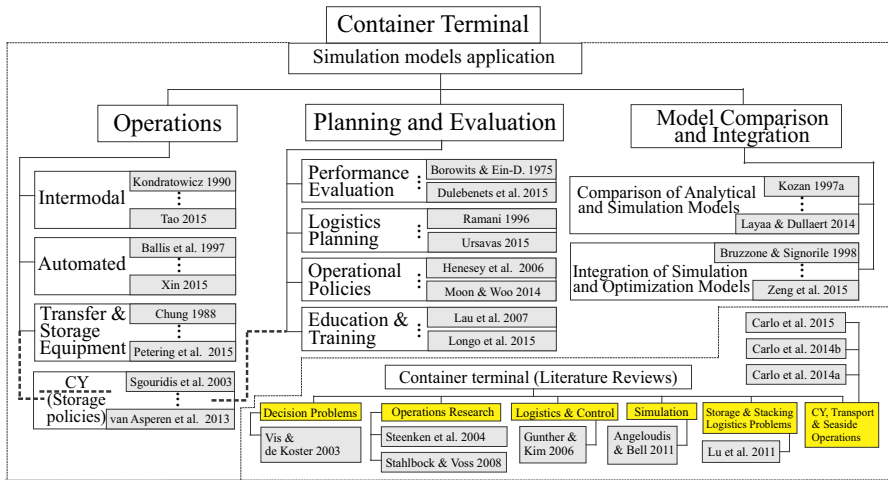 Container Terminal
Simulation models application
Operations
Planning and Evaluation
Model Comparison
and Integration
Intermodal
Kondratowicz 1990
Tao 2015
Automated
Ballis et al. 1997
Xin 2015
Transfer &
Storage
Equipment
Chung 1988
Petering et al. 2015
CY
(Storage
policies)
Sgouridis et al. 2003
van Asperen et al. 2013
Performance
Evaluation
Borowits & Ein-D. 1975
Dulebenets et al. 2015
Logistics
Planning
Ramani 1996
Ursavas 2015
Operational
Policies
Henesey et al. 2006
Moon & Woo 2014
Education &
Training
Lau et al. 2007
Longo et al. 2015
Comparison of Analytical
and Simulation Models
Kozan 1997a
Layaa & Dullaert 2014
Integration of Simulation
and Optimization Models
Bruzzone & Signorile 1998
Zeng et al. 2015
Container terminal (Literature Reviews)
Decision Problems
Vis &
de Koster 2003
Operations Research
Steenken et al. 2004
Stahlbock & Voss 2008
Logistics & Control
Gunther &
Kim 2006
Simulation
Angeloudis
& Bell 2011
Storage & Stacking
Logistics Problems
Lu et al. 2011
Carlo et al. 2015
Carlo et al. 2014b
Carlo et al. 2014a
CY, Transport
& Seaside
Operations